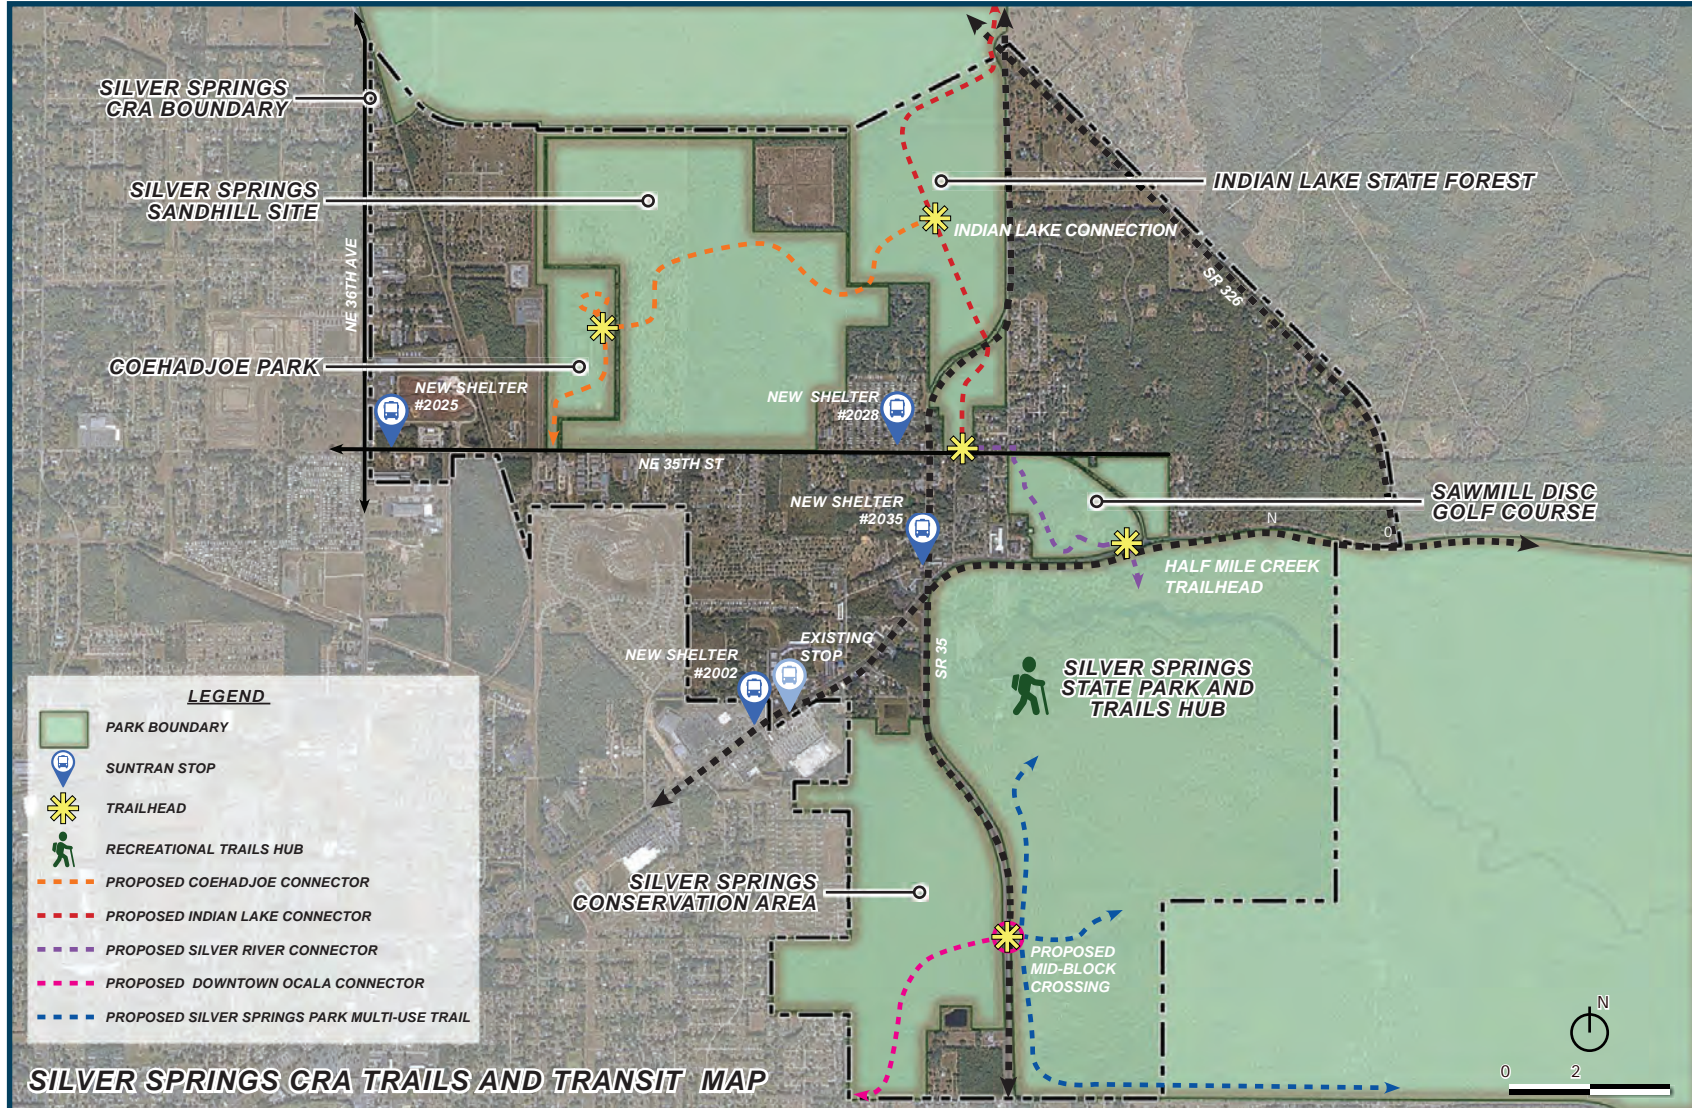 SILVER SPRINGS
CRA BOUNDARY
SILVER SPRINGS
SANDHILL SITE
INDIAN LAKE STATE FOREST
INDIAN LAKE CONNECTION
NE 36TH AVE
SR 326
COEHADJOE PARK
NEW SHELTER
#2025
NEW SHELTER
#2028
NE 35TH ST
NEW SHELTER
#2035
SAWMILL DISC
GOLF COURSE
N
0
HALF MILE CREEK
TRAILHEAD
EXISTING
STOP
NEW SHELTER
#2002
SR 35
SILVER SPRINGS
STATE PARK AND
TRAILS HUB
LEGEND
PARK BOUNDARY
SUNTRAN STOP
TRAILHEAD
RECREATIONAL TRAILS HUB
PROPOSED COEHADJOE CONNECTOR
PROPOSED INDIAN LAKE CONNECTOR
PROPOSED SILVER RIVER CONNECTOR
PROPOSED DOWNTOWN OCALA CONNECTOR
PROPOSED SILVER SPRINGS PARK MULTI-USE TRAIL
SILVER SPRINGS
CONSERVATION AREA
PROPOSED
MID-BLOCK
CROSSING
N
0 2
SILVER SPRINGS CRA TRAILS AND TRANSIT MAP